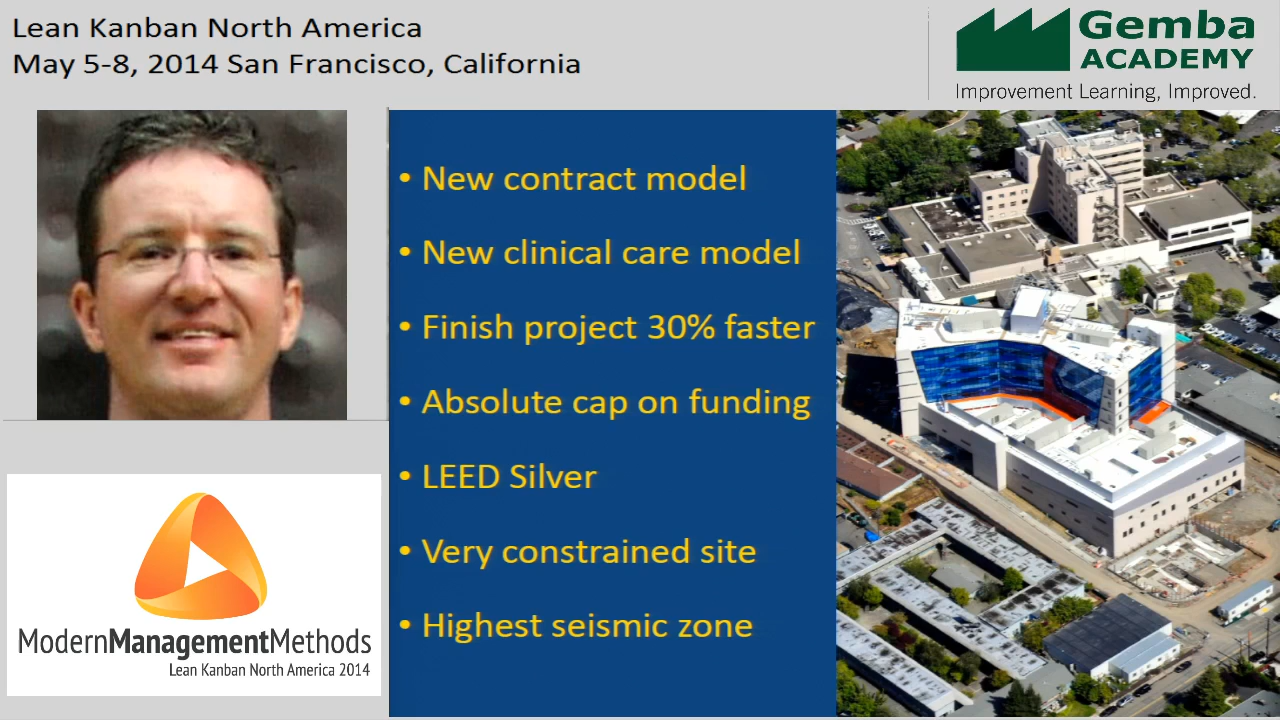 Lean Kanban North America
May 5-8, 2014 San Francisco, California
Gemba
ACADEMY
Improvement Learning, Improved.
• New contract model
• New clinical care model
• Finish project 30% faster
• Absolute cap on funding
• LEED Silver
• Very constrained site
• Highest seismic zone
ModernManagementMethods
Lean Kanban North America 2014